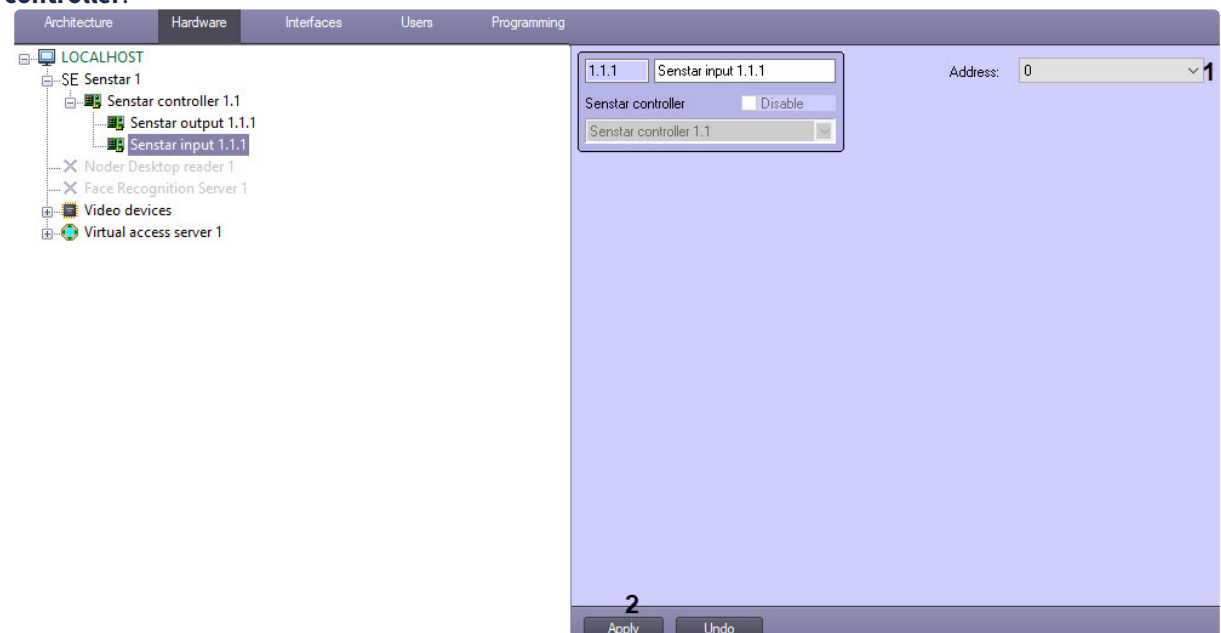 controller.
Architecture Hardware Interfaces Users Programming
LOCALHOST
SE Senstar 1
Senstar controller 1.1
Senstar output 1.1.1
Senstar input 1.1.1
Noder Desktop reader 1
Face Recognition Server 1
Video devices
Virtual access server 1
1.1.1 Senstar input 1.1.1
Senstar controller Disable
Senstar controller 1.1
Address: 0 1
2
Apply Undo